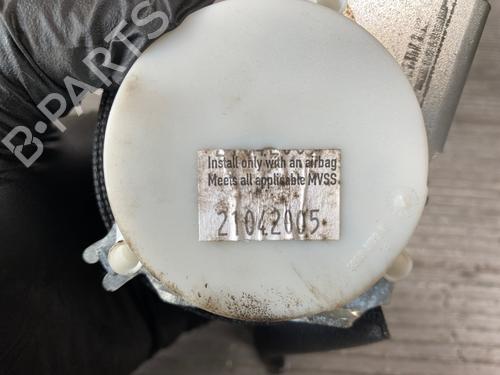 B-PARTS
Install only with an airbag
Meets all applicable MVSS
21042005